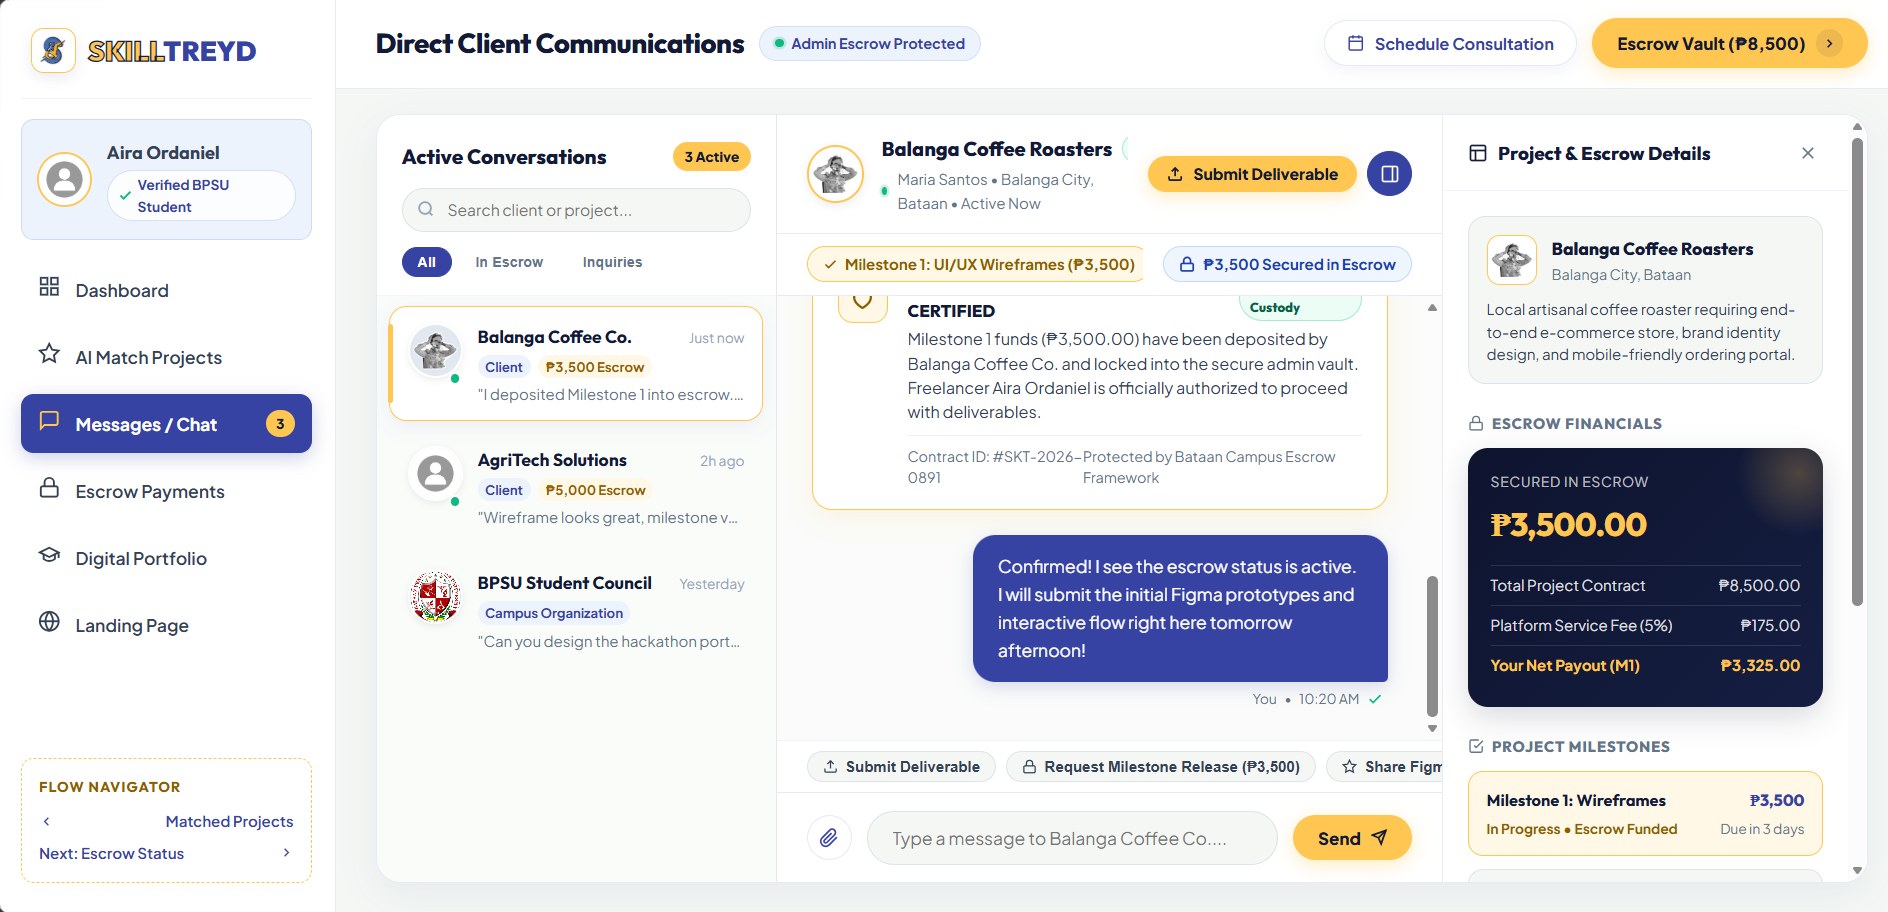 SKILLTREYD
Aira Ordaniel
Verified BPSU
Student
Dashboard
AI Match Projects
Messages / Chat
3
Escrow Payments
Digital Portfolio
Landing Page
FLOW NAVIGATOR
Matched Projects
Next: Escrow Status
Direct Client Communications
Admin Escrow Protected
Schedule Consultation
Escrow Vault (₱8,500)
Active Conversations
3 Active
Search client or project...
All
In Escrow
Inquiries
Balanga Coffee Co.
Just now
Client
₱3,500 Escrow
"I deposited Milestone 1 into escrow....
AgriTech Solutions
2h ago
Client
₱5,000 Escrow
"Wireframe looks great, milestone v...
BPSU Student Council
Yesterday
Campus Organization
"Can you design the hackathon port...
Balanga Coffee Roasters
Maria Santos • Balanga City,
Bataan • Active Now
Submit Deliverable
Milestone 1: UI/UX Wireframes (₱3,500)
₱3,500 Secured in Escrow
CERTIFIED
Custody
Milestone 1 funds (₱3,500.00) have been deposited by
Balanga Coffee Co. and locked into the secure admin vault.
Freelancer Aira Ordaniel is officially authorized to proceed
with deliverables.
Contract ID: #SKT-2026-
0891
Protected by Bataan Campus Escrow
Framework
Confirmed! I see the escrow status is active.
I will submit the initial Figma prototypes and
interactive flow right here tomorrow
afternoon!
You • 10:20 AM
Submit Deliverable
Request Milestone Release (₱3,500)
Share Figm
Type a message to Balanga Coffee Co....
Send
Project & Escrow Details
Balanga Coffee Roasters
Balanga City, Bataan
Local artisanal coffee roaster requiring end-
to-end e-commerce store, brand identity
design, and mobile-friendly ordering portal.
ESCROW FINANCIALS
SECURED IN ESCROW
₱3,500.00
Total Project Contract
₱8,500.00
Platform Service Fee (5%)
₱175.00
Your Net Payout (M1)
₱3,325.00
PROJECT MILESTONES
Milestone 1: Wireframes
₱3,500
In Progress • Escrow Funded
Due in 3 days